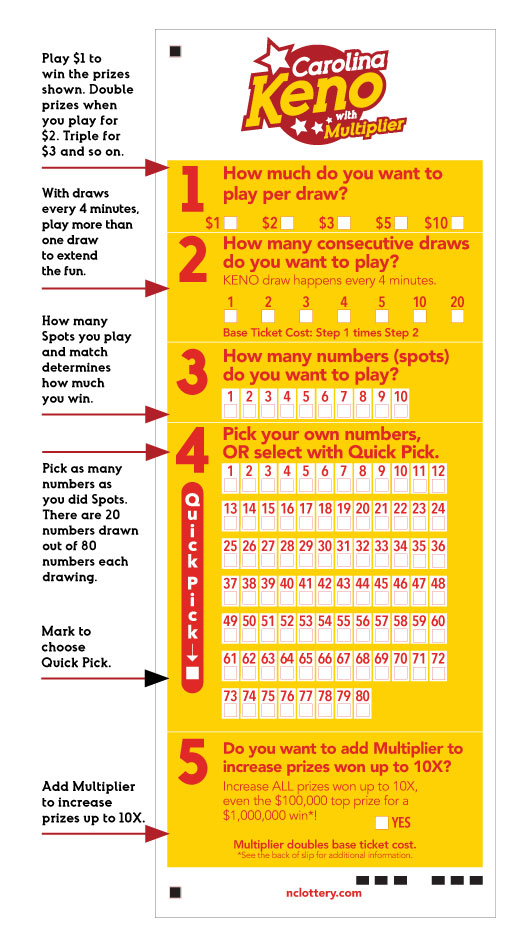 Play $1 to
win the prizes
shown. Double
prizes when
you play for
$2. Triple for
$3 and so on.
With draws
every 4 minutes,
play more than
one draw
to extend
the fun.
How many
Spots you play
and match
determines
how much
you win.
Pick as many
numbers as
you did Spots.
There are 20
numbers drawn
out of 80
numbers each
drawing.
Mark to
choose
Quick Pick.
Add Multiplier
to increase
prizes up to 10X.
Carolina
Keno
with
Multiplier
1
How much do you want to
play per draw?
$1 $2 $3 $5 $10
2
How many consecutive draws
do you want to play?
KENO draw happens every 4 minutes.
1 2 3 4 5 10 20
Base Ticket Cost: Step 1 times Step 2
3
How many numbers (spots)
do you want to play?
1 2 3 4 5 6 7 8 9 10
4
Pick your own numbers,
OR select with Quick Pick.
Quick Pick
1 2 3 4 5 6 7 8 9 10 11 12
13 14 15 16 17 18 19 20 21 22 23 24
25 26 27 28 29 30 31 32 33 34 35 36
37 38 39 40 41 42 43 44 45 46 47 48
49 50 51 52 53 54 55 56 57 58 59 60
61 62 63 64 65 66 67 68 69 70 71 72
73 74 75 76 77 78 79 80
5
Do you want to add Multiplier to
increase prizes won up to 10X?
Increase ALL prizes won up to 10X,
even the $100,000 top prize for a
$1,000,000 win*!
YES
Multiplier doubles base ticket cost.
*See the back of slip for additional information.
nclottery.com